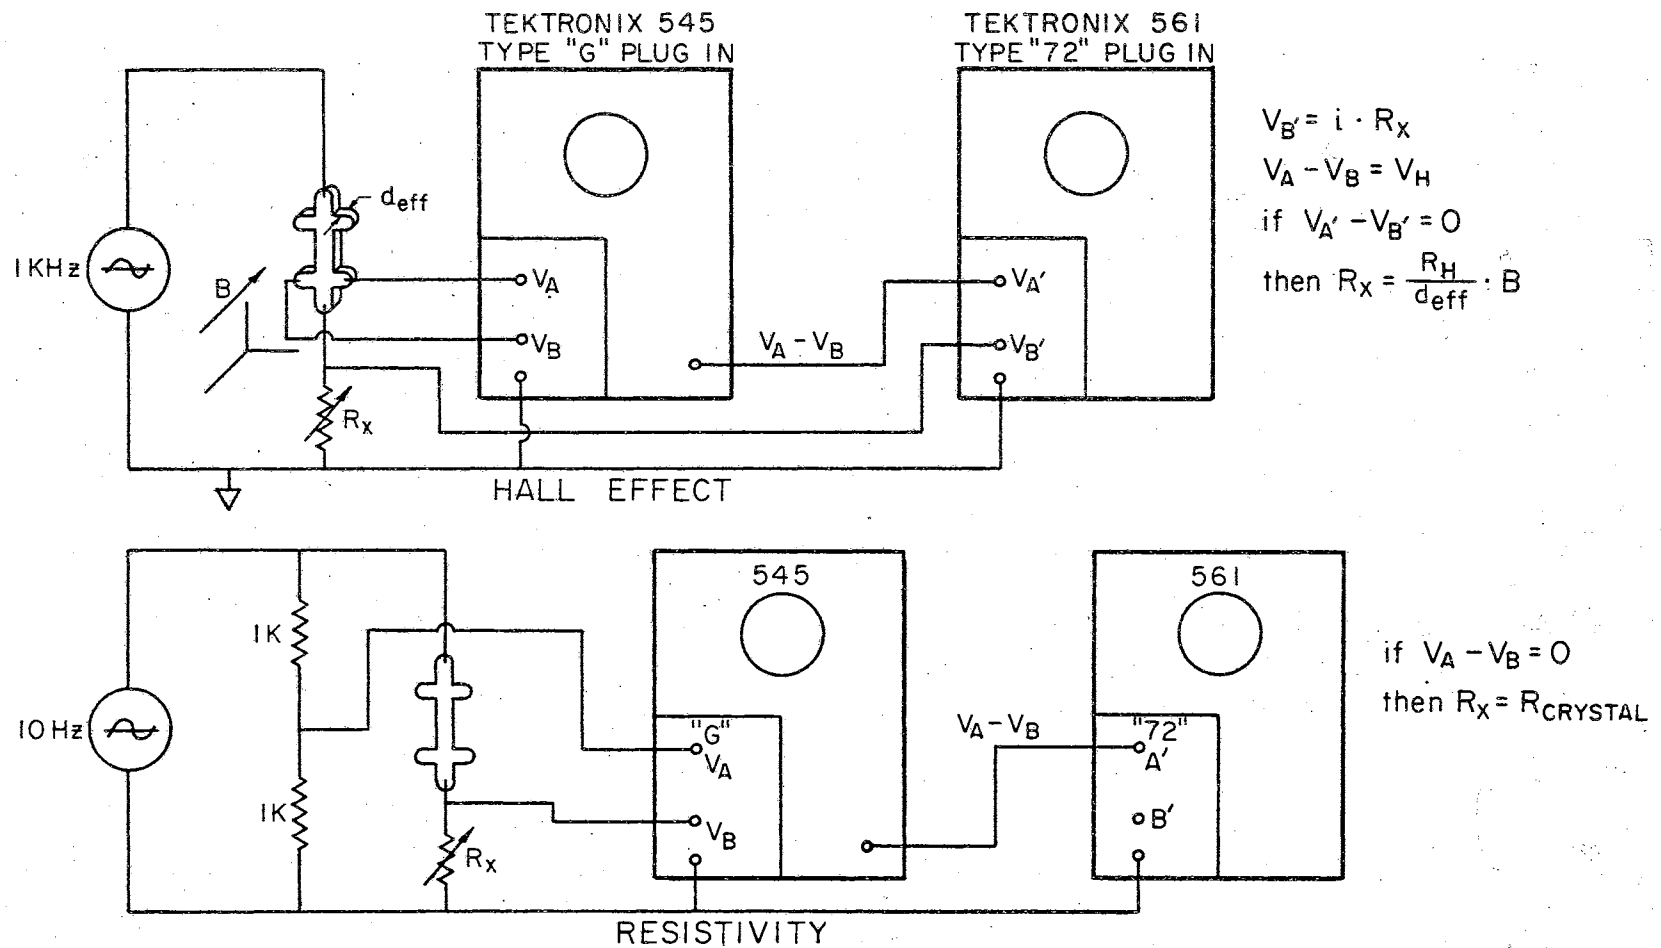 TEKTRONIX 545
TYPE "G" PLUG IN
TEKTRONIX 561
TYPE "72" PLUG IN
1KHz
B
deff
VA
VB
RX
VA - VB
VA'
VB'
VB' = i · RX
VA - VB = VH
if VA' - VB' = 0
then RX = RH/deff · B
HALL EFFECT
10Hz
1K
1K
RX
545
"G"
VA
VB
VA - VB
561
"72"
A'
B'
if VA - VB = 0
then RX = RCRYSTAL
RESISTIVITY